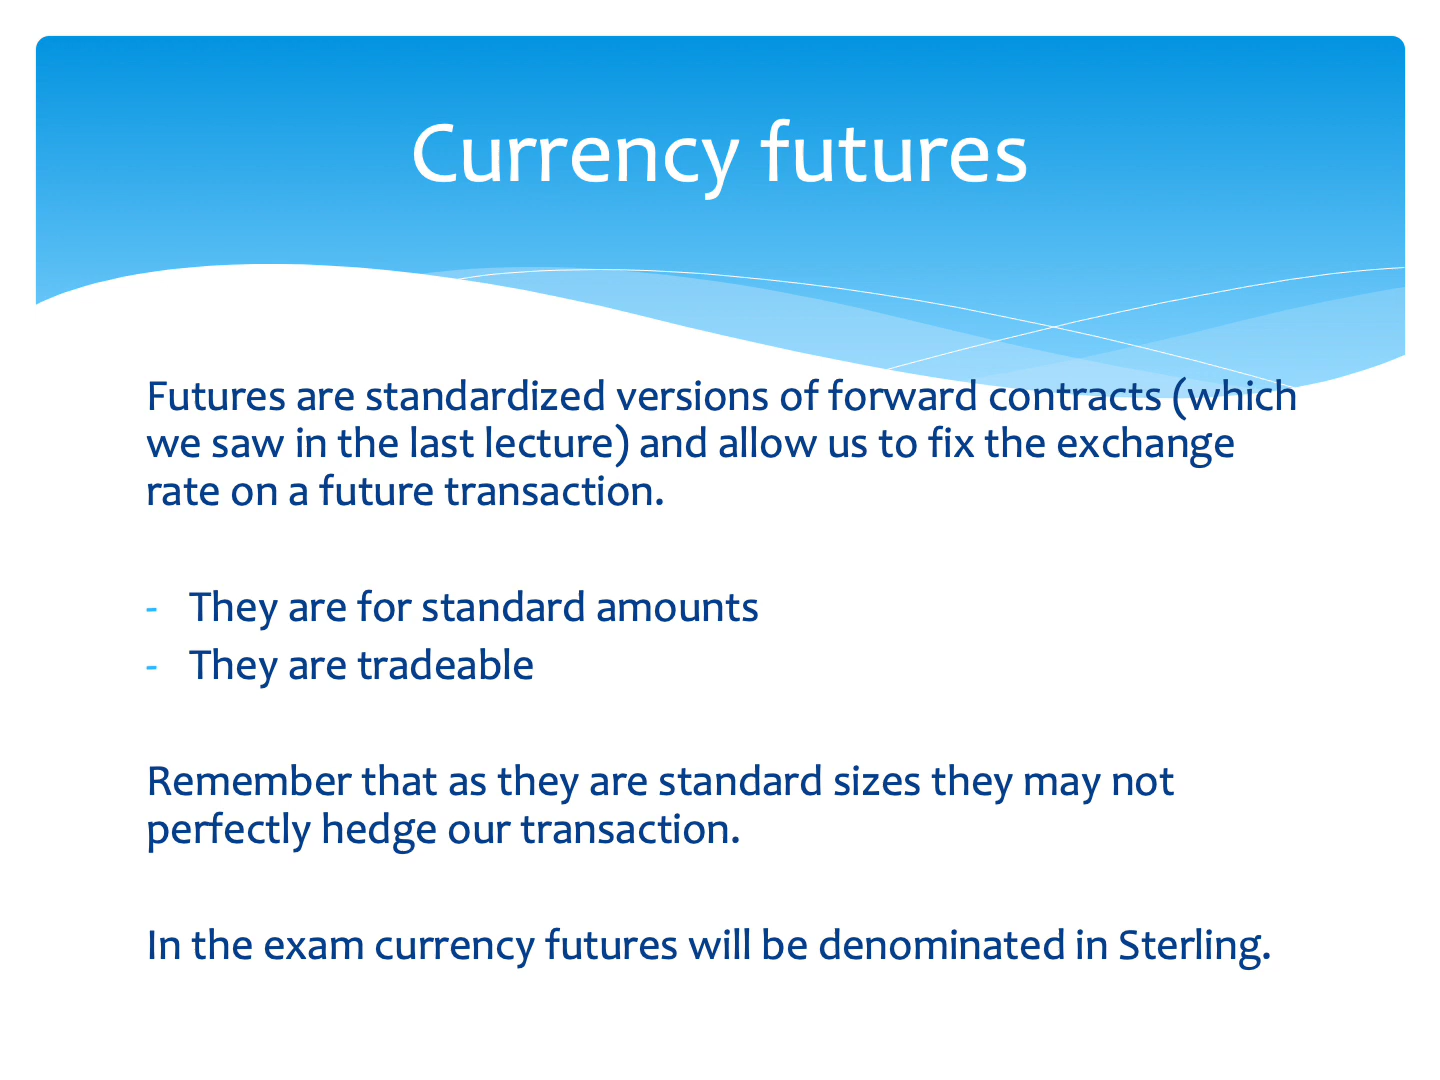 Currency futures
Futures are standardized versions of forward contracts (which
we saw in the last lecture) and allow us to fix the exchange
rate on a future transaction.
- They are for standard amounts
- They are tradeable
Remember that as they are standard sizes they may not
perfectly hedge our transaction.
In the exam currency futures will be denominated in Sterling.